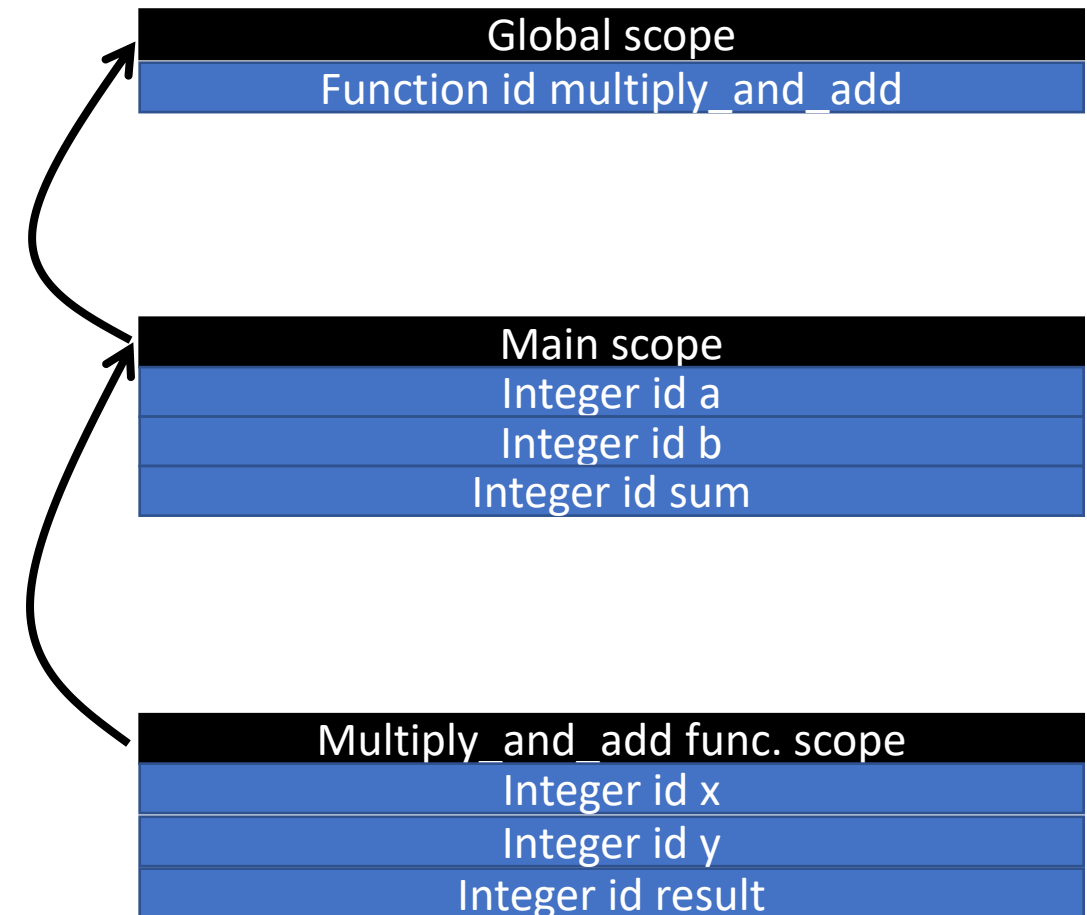 Global scope
Function id multiply_and_add
Main scope
Integer id a
Integer id b
Integer id sum
Multiply_and_add func. scope
Integer id x
Integer id y
Integer id result